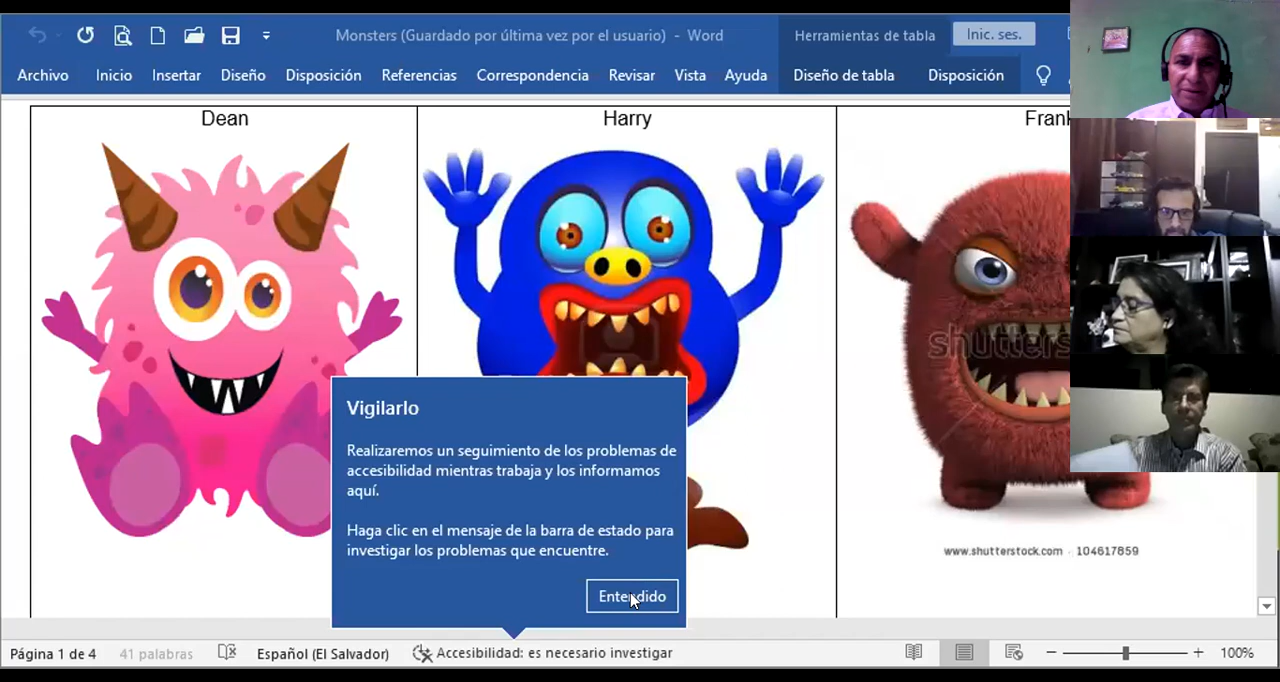 Monsters (Guardado por última vez por el usuario) - Word
Herramientas de tabla
Inic. ses.
Archivo Inicio Insertar Diseño Disposición Referencias Correspondencia Revisar Vista Ayuda Diseño de tabla Disposición
Dean Harry Frank
shutters
Vigilarlo
Realizaremos un seguimiento de los problemas de
accesibilidad mientras trabaja y los informamos
aquí.
Haga clic en el mensaje de la barra de estado para
investigar los problemas que encuentre.
Entendido
www.shutterstock.com · 104617859
Página 1 de 4 41 palabras Español (El Salvador) Accesibilidad: es necesario investigar 100%